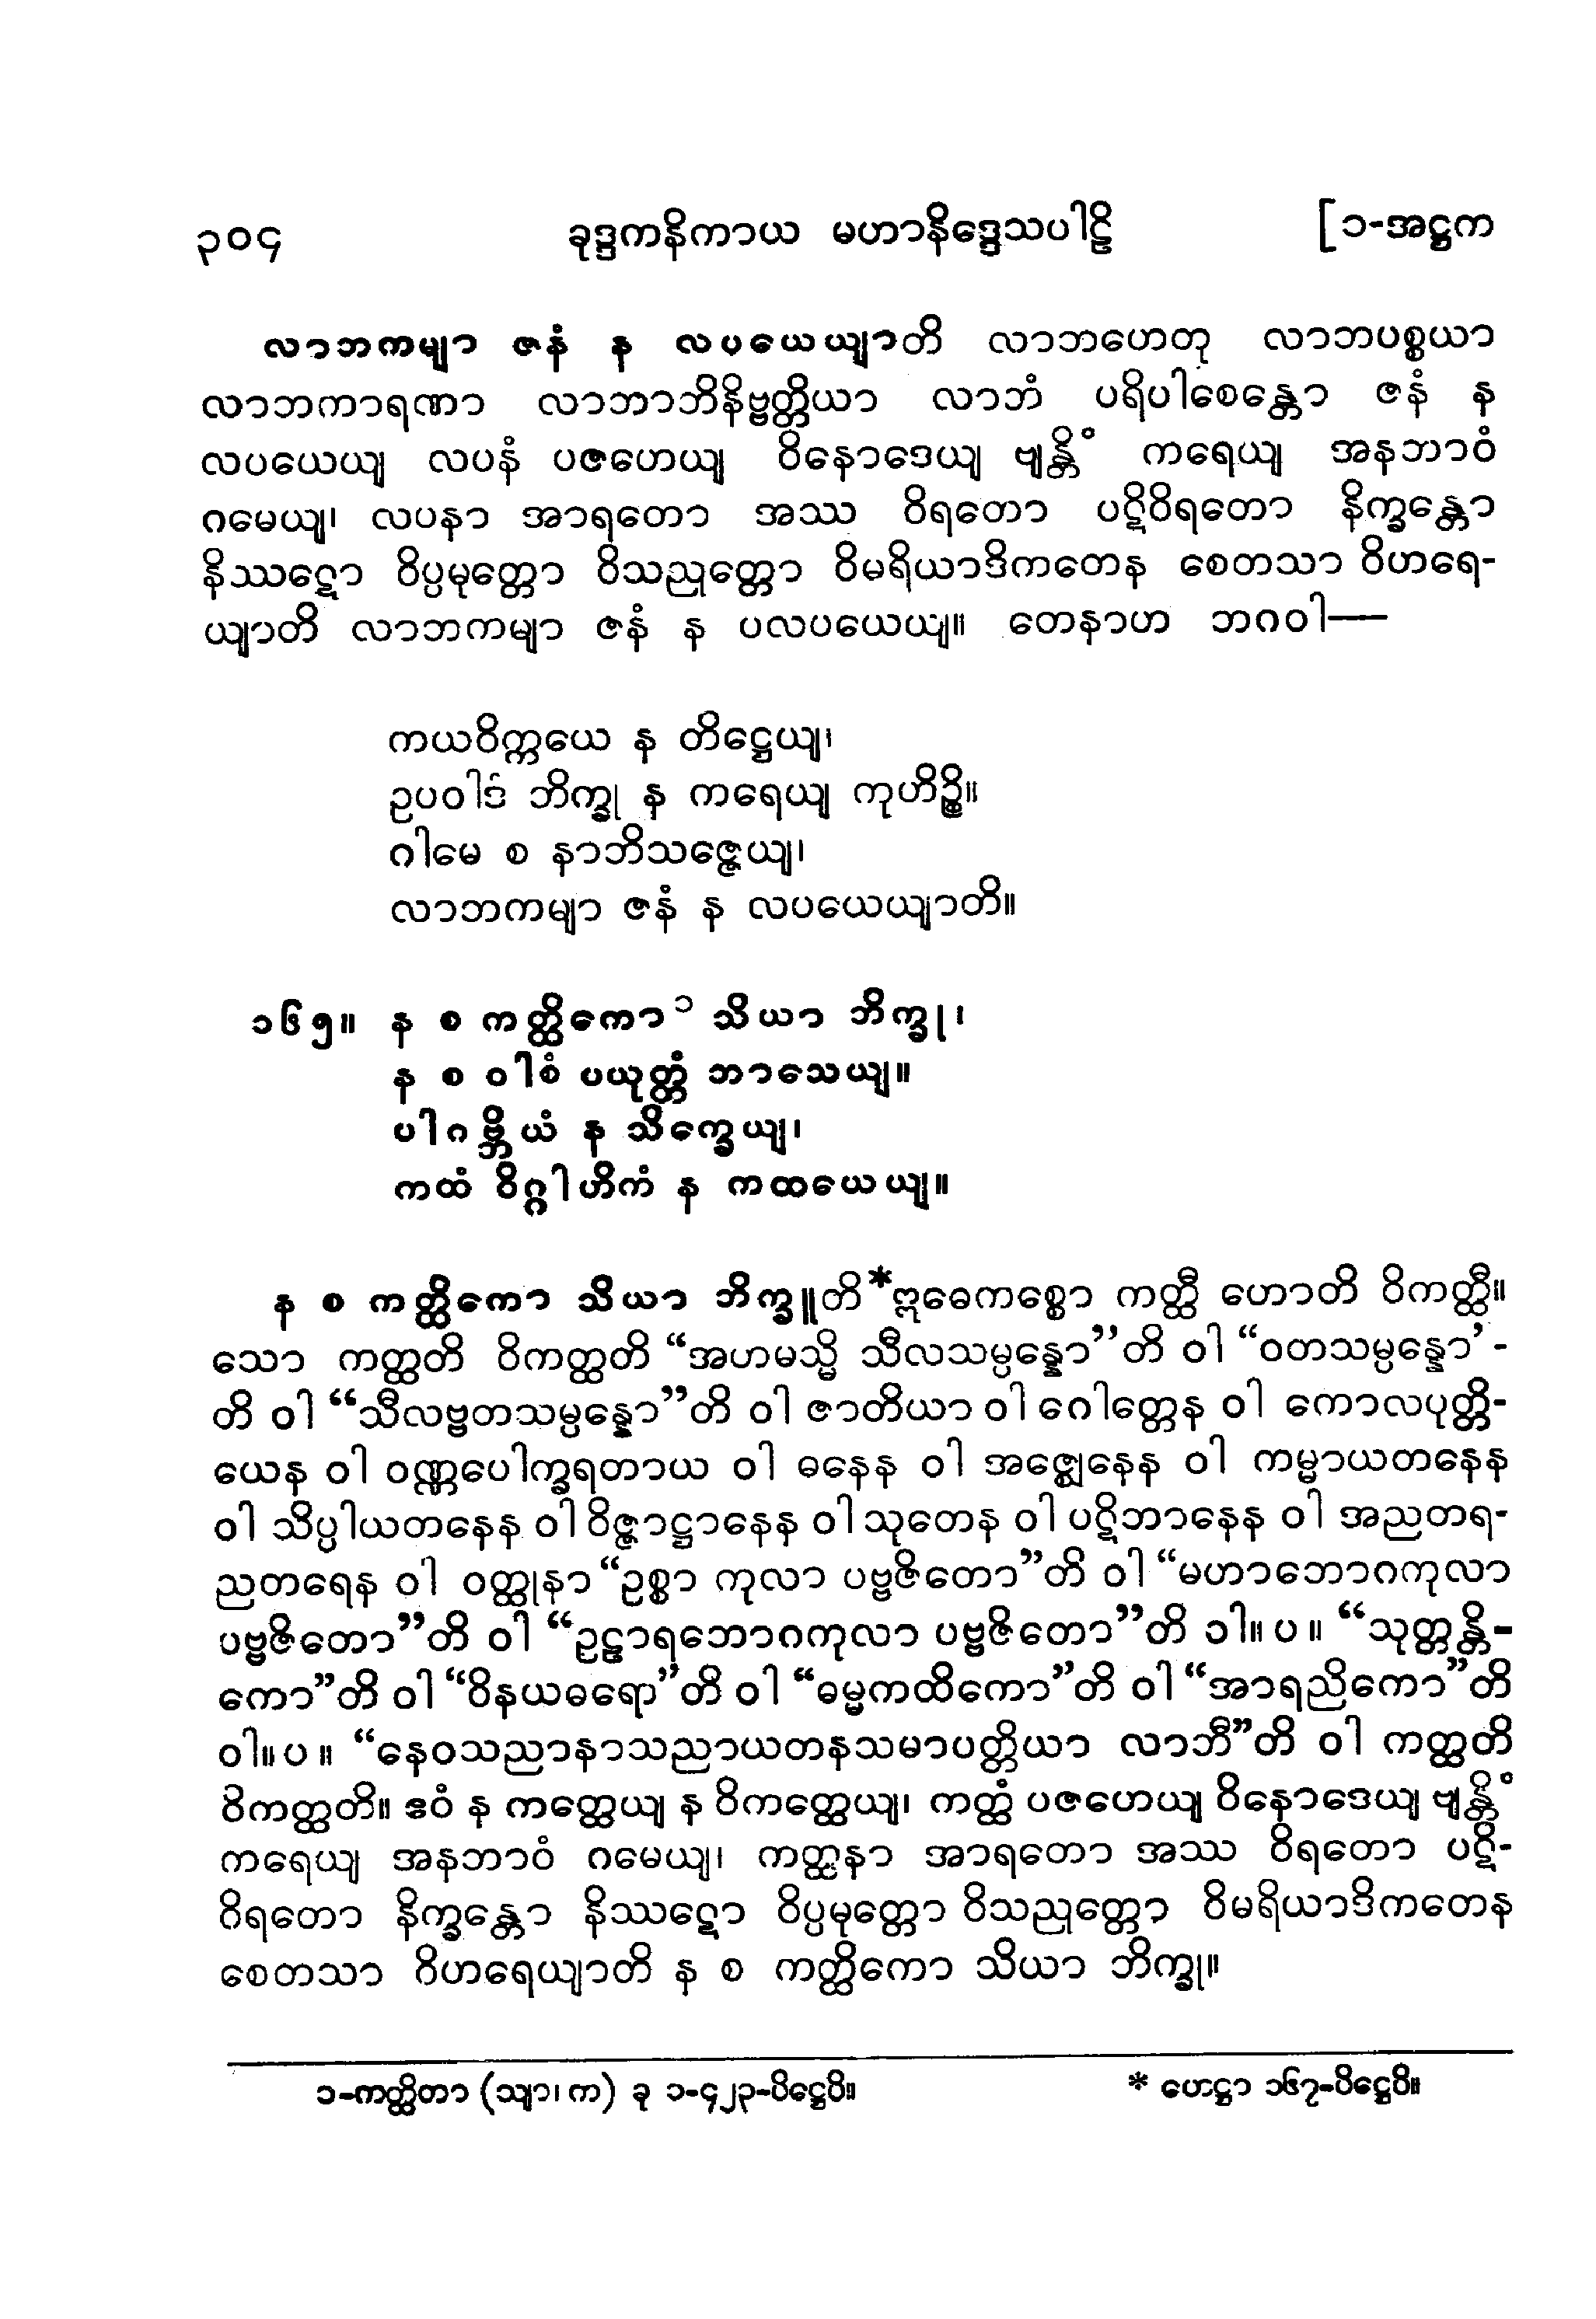 ၃၀၄ ခုဒ္ဒကနိကာယ မဟာနိဒ္ဒေသပါဠိ [၁-အဋ္ဌက
လာဘကမျာ ဇနံ န လပယေယျာတိ လာဘဟေတု လာဘပစ္စယာ
လာဘကာရဏာ လာဘာဘိနိဗ္ဗတ္တိယာ လာဘံ ပရိပါစေန္တော ဇနံ န
လပယေယျ လပနံ ပဇဟေယျ ဝိနောဒေယျ ဗျန္တိံ ကရေယျ အနဘာဝံ
ဂမေယျ၊ လပနာ အာရတော အဿ ဝိရတော ပဋိဝိရတော နိက္ခန္တော
နိဿဋော ဝိပ္ပမုတ္တော ဝိသညုတ္တော ဝိမရိယာဒိကတေန စေတသာ ဝိဟရေ-
ယျာတိ လာဘကမျာ ဇနံ န ပလပယေယျ။ တေနာဟ ဘဂဝါ—
ကယဝိက္ကယေ န တိဋ္ဌေယျ၊
ဥပဝါဒံ ဘိက္ခု န ကရေယျ ကုဟိဉ္စိ။
ဂါမေ စ နာဘိသဇ္ဇေယျ၊
လာဘကမျာ ဇနံ န လပယေယျာတိ။
၁၆၅။ န စ ကတ္ထိကော၁ သိယာ ဘိက္ခု၊
န စ ဝါစံ ပယုတ္တံ ဘာသေယျ။
ပါဂဗ္ဘိယံ န သိက္ခေယျ၊
ကထံ ဝိဂ္ဂါဟိကံ န ကထယေယျ။
န စ ကတ္ထိကော သိယာ ဘိက္ခူတိ*ဣဓေကစ္စော ကတ္ထီ ဟောတိ ဝိကတ္ထီ။
သော ကတ္ထတိ ဝိကတ္ထတိ “အဟမသ္မိ သီလသမ္ပန္နော”တိ ဝါ “ဝတသမ္ပန္နော’-
တိ ဝါ “သီလဗ္ဗတသမ္ပန္နော”တိ ဝါ ဇာတိယာ ဝါ ဂေါတ္တေန ဝါ ကောလပုတ္တိ-
ယေန ဝါ ဝဏ္ဏပေါက္ခရတာယ ဝါ ဓနေန ဝါ အဇ္ဈေနေန ဝါ ကမ္မာယတနေန
ဝါ သိပ္ပါယတနေန ဝါ ဝိဇ္ဇာဋ္ဌာနေန ဝါ သုတေန ဝါ ပဋိဘာနေန ဝါ အညတရ-
ညတရေန ဝါ ဝတ္ထုနာ “ဥစ္စာ ကုလာ ပဗ္ဗဇိတော”တိ ဝါ “မဟာဘောဂကုလာ
ပဗ္ဗဇိတော”တိ ဝါ “ဥဠာရဘောဂကုလာ ပဗ္ဗဇိတော”တိ ဝါ။ ပ ။ “သုတ္တန္တိ-
ကော”တိ ဝါ “ဝိနယဓရော”တိ ဝါ “ဓမ္မကထိကော”တိ ဝါ “အာရညိကော”တိ
ဝါ။ ပ ။ “နေဝသညာနာသညာယတနသမာပတ္တိယာ လာဘီ”တိ ဝါ ကတ္ထတိ
ဝိကတ္ထတိ။ ဧဝံ န ကတ္ထေယျ န ဝိကတ္ထေယျ၊ ကတ္ထံ ပဇဟေယျ ဝိနောဒေယျ ဗျန္တိံ
ကရေယျ အနဘာဝံ ဂမေယျ၊ ကတ္ထနာ အာရတော အဿ ဝိရတော ပဋိ-
ဝိရတော နိက္ခန္တော နိဿဋော ဝိပ္ပမုတ္တော ဝိသညုတ္တော ဝိမရိယာဒိကတေန
စေတသာ ဝိဟရေယျာတိ န စ ကတ္ထိကော သိယာ ဘိက္ခု။
၁-ကတ္ထိတာ (သျာ၊ က) ခု ၁-၄၂၃-ပိဋ္ဌေပိ။ * ဟေဋ္ဌာ ၁၆၇-ပိဋ္ဌေပိ။